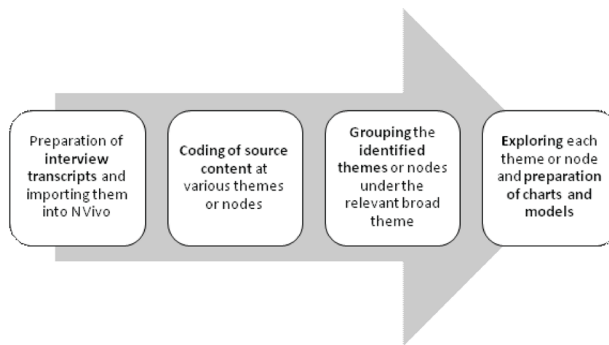 Preparation of
interview
transcripts and
importing them
into NVivo
Coding of source
content at
various themes
or nodes
Grouping the
identified
themes or nodes
under the
relevant broad
theme
Exploring each
theme or node
and preparation
of charts and
models